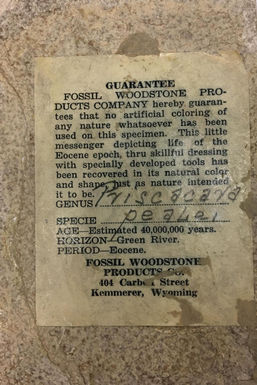 GUARANTEE
FOSSIL WOODSTONE PRO-
DUCTS COMPANY hereby guaran-
tees that no artificial coloring of
any nature whatsoever has been
used on this specimen. This little
messenger depicting life of the
Eocene epoch, thru skillful dressing
with specially developed tools has
been recovered in its natural color
and shape, just as nature intended
it to be.
GENUS Priscacara
SPECIE pealei
AGE—Estimated 40,000,000 years.
HORIZON—Green River.
PERIOD—Eocene.
FOSSIL WOODSTONE
PRODUCTS Co.
404 Carbon Street
Kemmerer, Wyoming